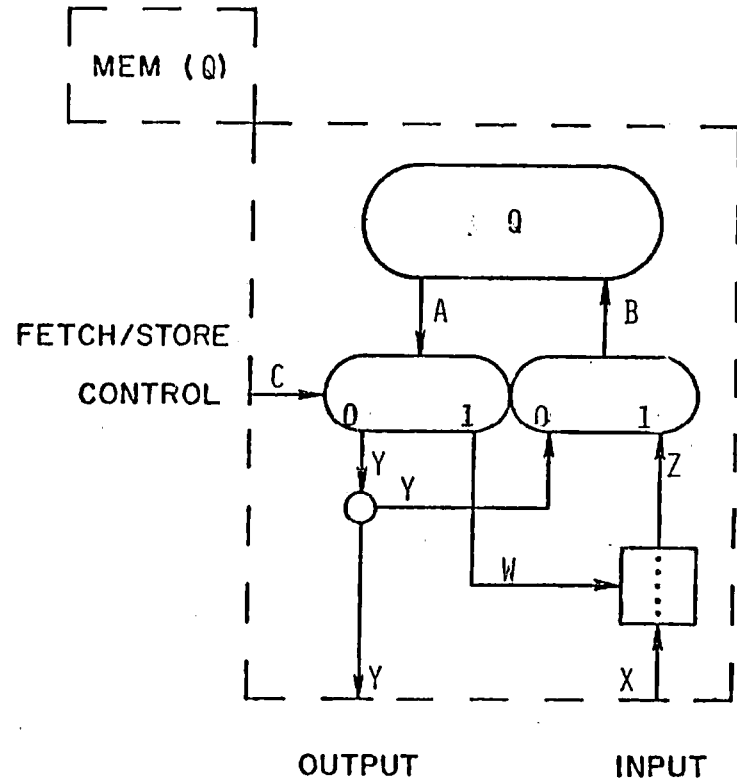 MEM (Q)
Q
A
B
FETCH/STORE
CONTROL
C
0 1 0 1
Y
Y
Z
W
Y
X
OUTPUT
INPUT